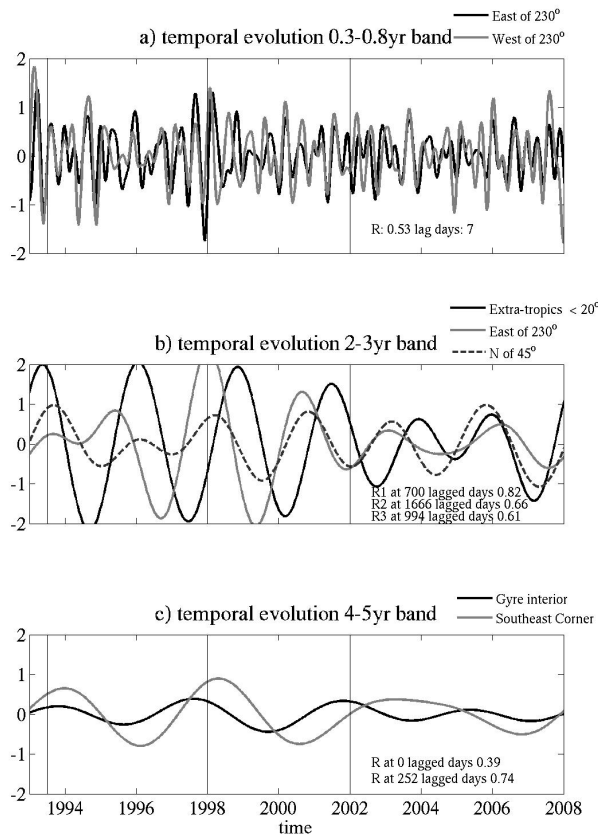 East of 230°
a) temporal evolution 0.3-0.8yr band
West of 230°
2
1
0
-1
-2
R: 0.53 lag days: 7
Extra-tropics < 20°
b) temporal evolution 2-3yr band
East of 230°
N of 45°
2
1
0
-1
-2
R1 at 700 lagged days 0.82
R2 at 1666 lagged days 0.66
R3 at 994 lagged days 0.61
Gyre interior
c) temporal evolution 4-5yr band
Southeast Corner
2
1
0
-1
-2
R at 0 lagged days 0.39
R at 252 lagged days 0.74
1994 1996 1998 2000 2002 2004 2006 2008
time